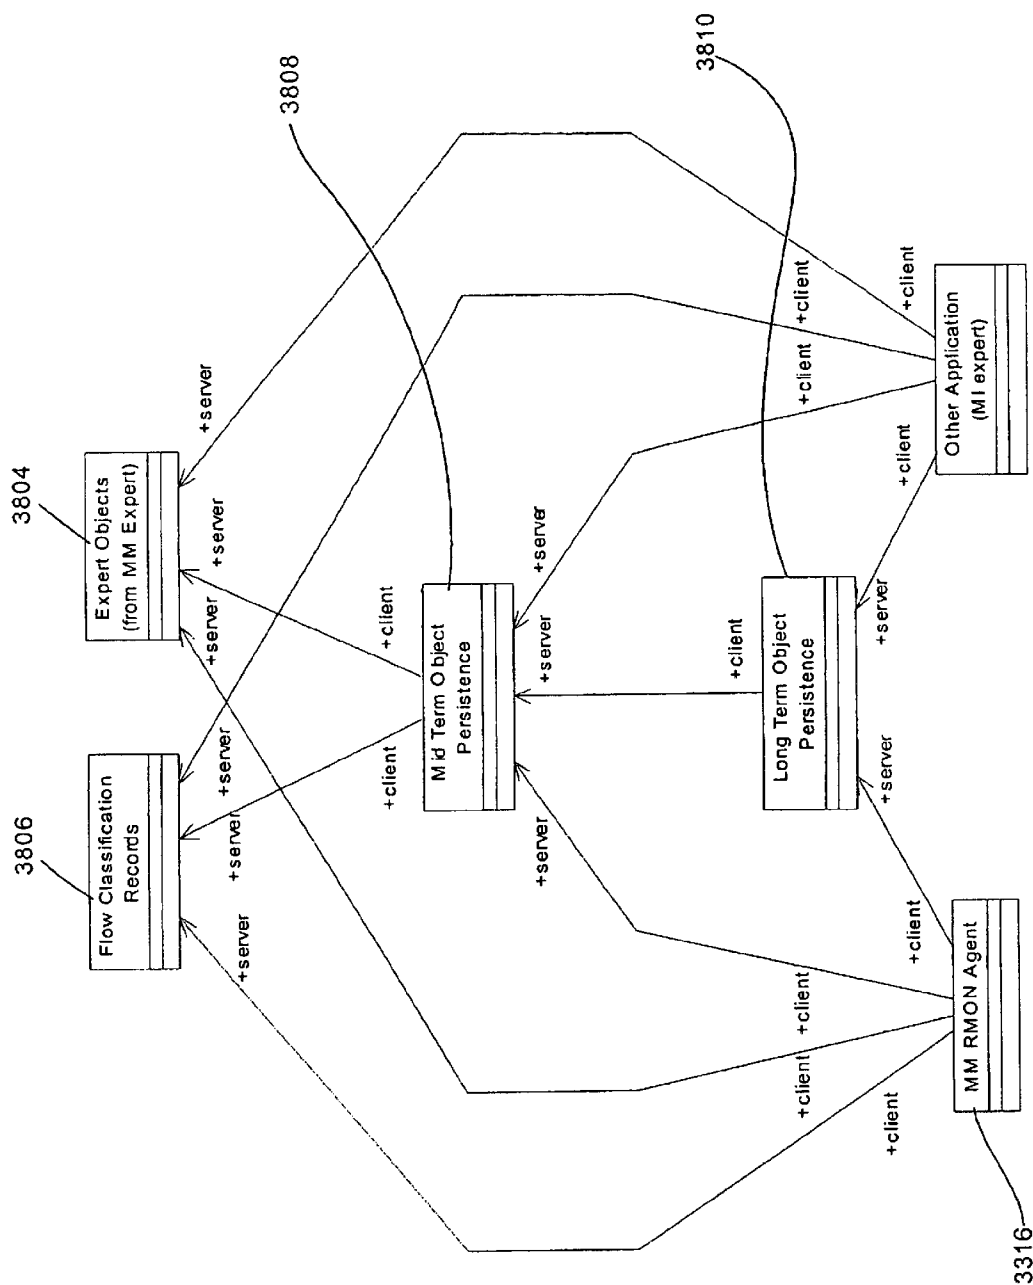 3806
3804
Flow Classification
Records
Expert Objects
(from MM Expert)
+server
+server
+server
+server
+server
+server
3808
+client
+client
Mid Term Object
Persistence
+server
+server
+server
3810
+client
Long Term Object
Persistence
+client
+client
+client
+client
+server
+server
+client
+client
+client
+client
MM RMON Agent
Other Application
(MI expert)
3316